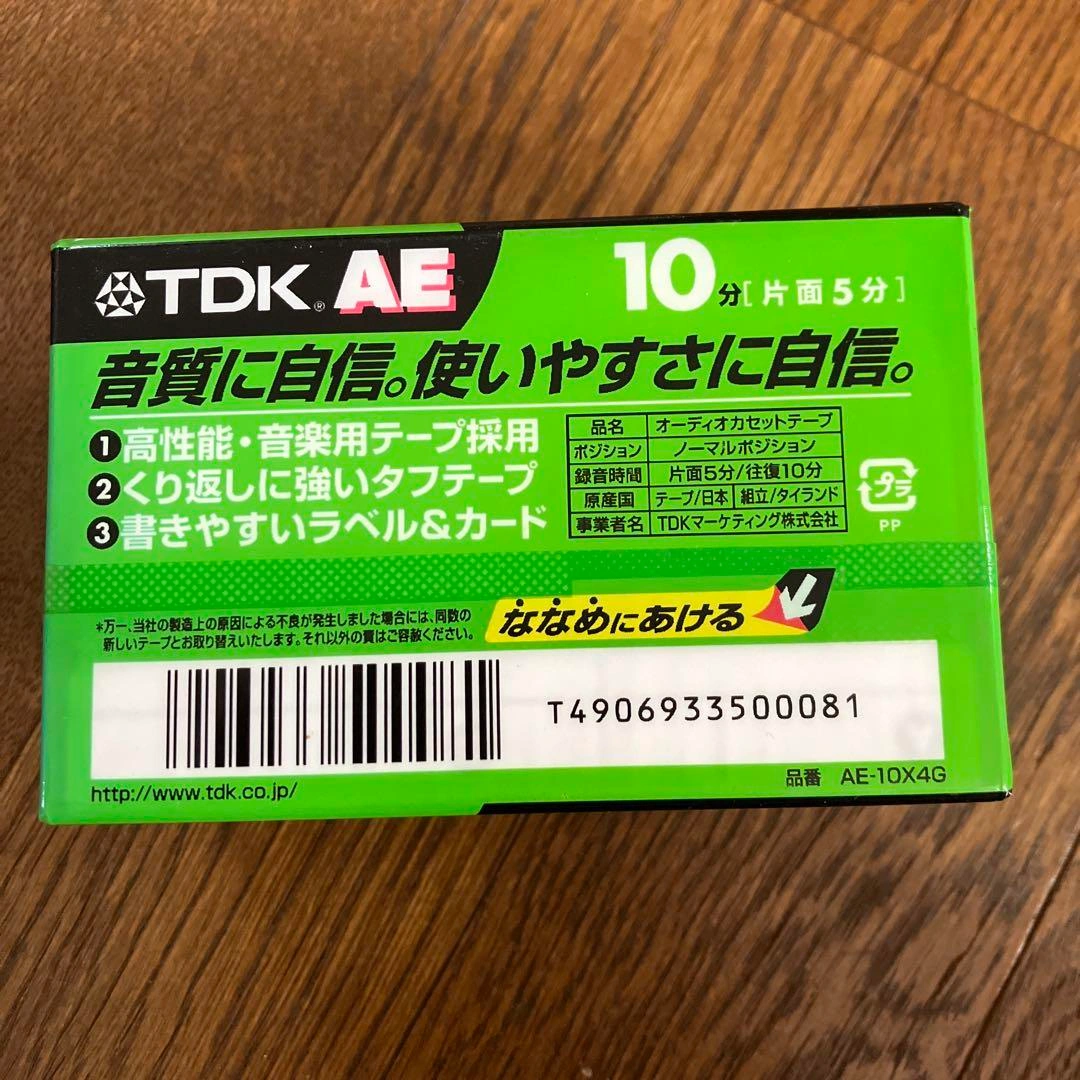 TDK® AE
10分[片面5分]
音質に自信。使いやすさに自信。
1 高性能・音楽用テープ採用
2 くり返しに強いタフテープ
3 書きやすいラベル&カード
品名 オーディオカセットテープ
ポジション ノーマルポジション
録音時間 片面5分/往復10分
原産国 テープ/日本 組立/タイランド
事業者名 TDKマーケティング株式会社
プラ
PP
*万一、当社の製造上の原因による不良が発生しました場合には、同数の
新しいテープとお取り替えいたします。それ以外の責はご容赦ください。
ななめにあける
T4906933500081
http://www.tdk.co.jp/
品番 AE-10X4G